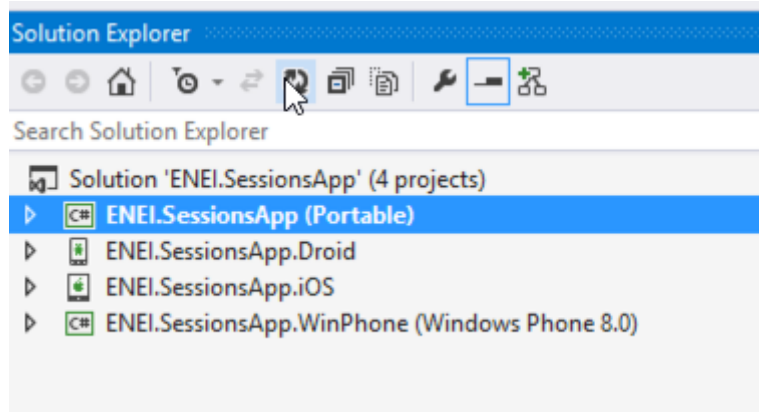 Solution Explorer
Search Solution Explorer
Solution 'ENEI.SessionsApp' (4 projects)
C# ENEI.SessionsApp (Portable)
ENEI.SessionsApp.Droid
ENEI.SessionsApp.iOS
C# ENEI.SessionsApp.WinPhone (Windows Phone 8.0)